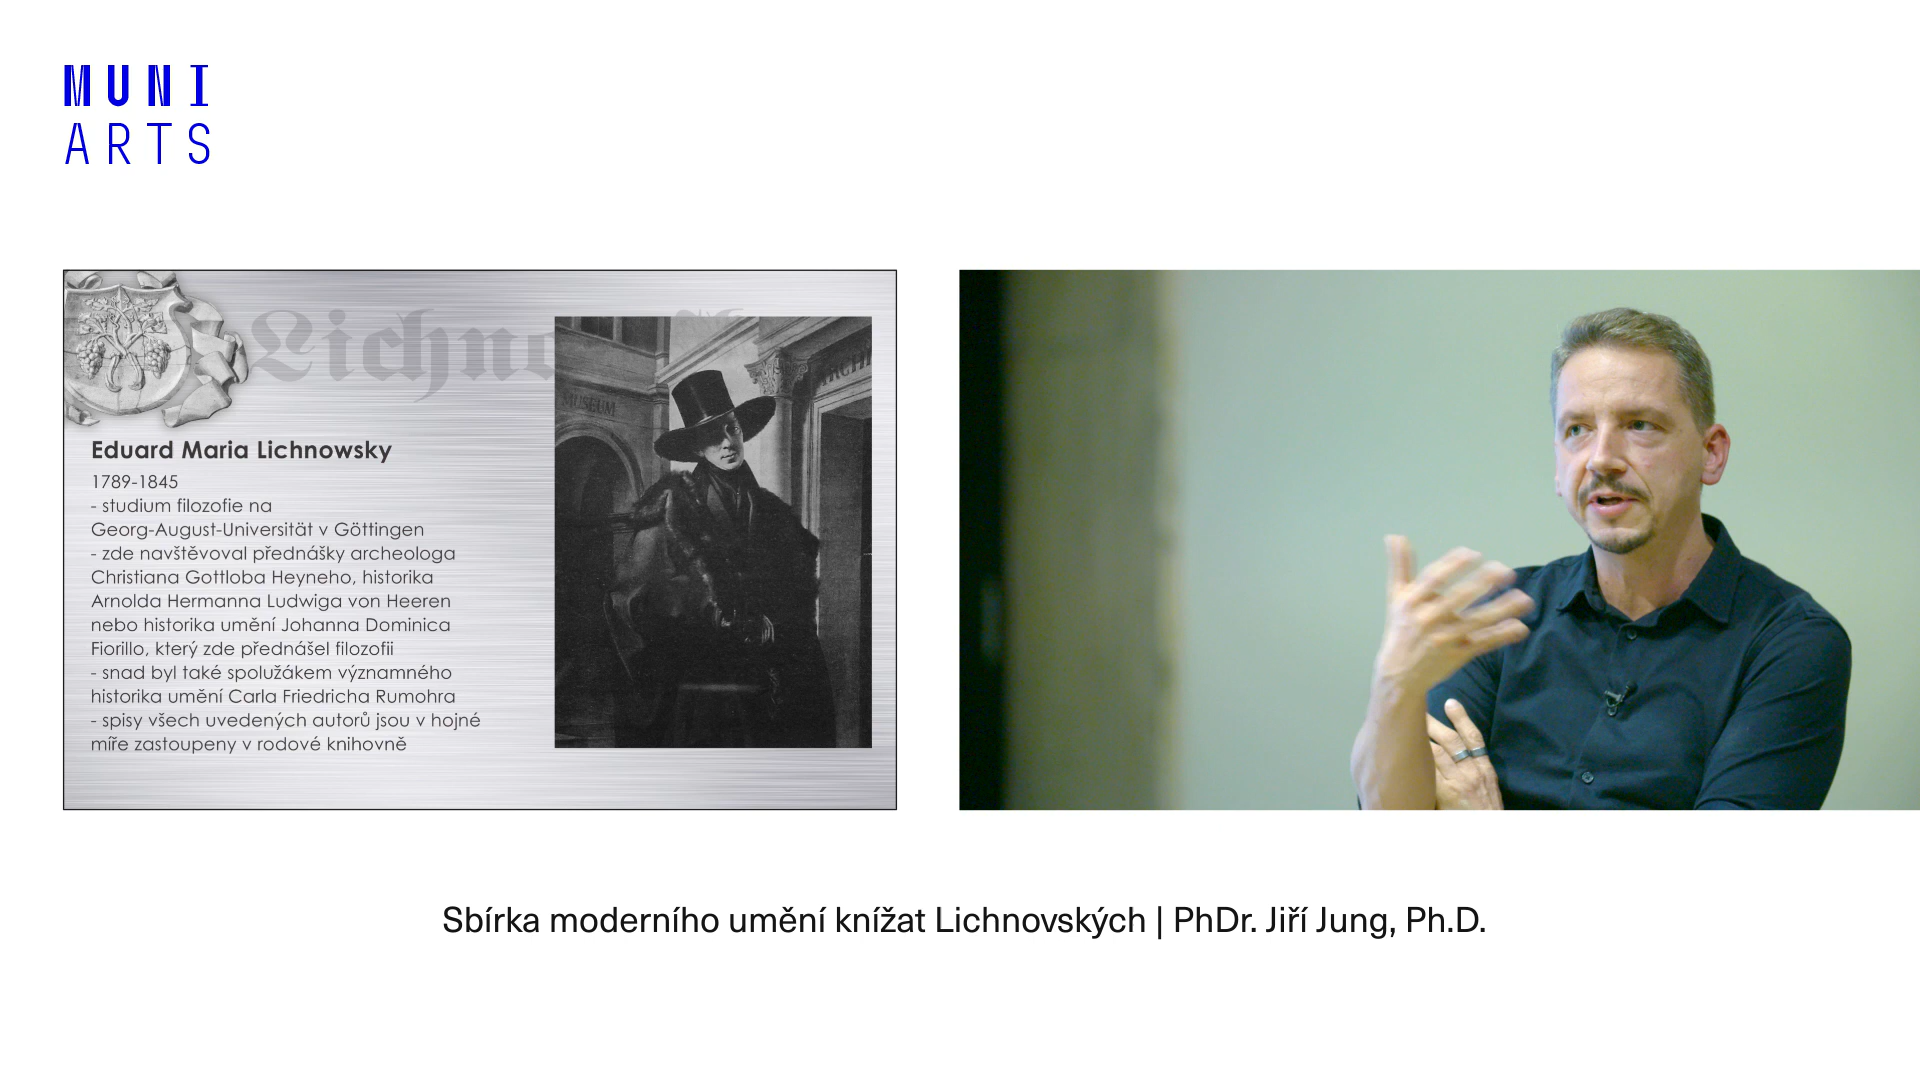 MUNI
ARTS
Lichno
MUSEUM
Eduard Maria Lichnowsky
1789-1845
- studium filozofie na
Georg-August-Universität v Göttingen
- zde navštěvoval přednášky archeologa
Christiana Gottloba Heyneho, historika
Arnolda Hermanna Ludwiga von Heeren
nebo historika umění Johanna Dominica
Fiorillo, který zde přednášel filozofii
- snad byl také spolužákem významného
historika umění Carla Friedricha Rumohra
- spisy všech uvedených autorů jsou v hojné
míře zastoupeny v rodové knihovně
Sbírka moderního umění knížat Lichnovských | PhDr. Jiří Jung, Ph.D.